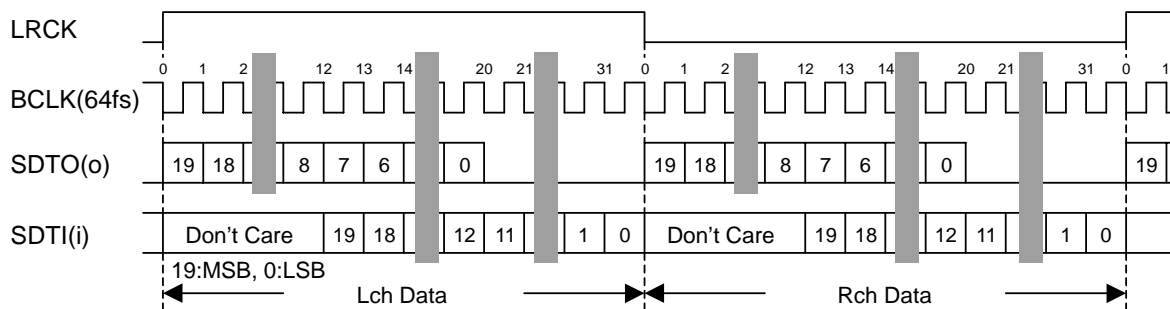 LRCK
0 1 2 12 13 14 20 21 31 0 1 2 12 13 14 20 21 31 0 1
BCLK(64fs)
SDTO(o) 19 18 8 7 6 0 19 18 8 7 6 0 19
SDTI(i) Don't Care 19 18 12 11 1 0 Don't Care 19 18 12 11 1 0
19:MSB, 0:LSB
Lch Data Rch Data